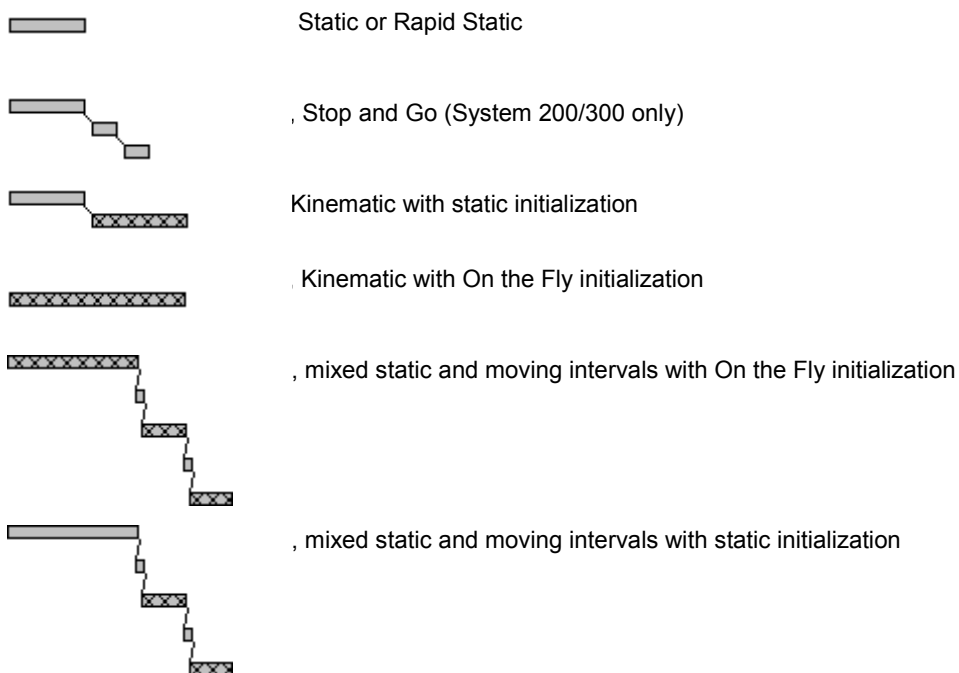 Static or Rapid Static
, Stop and Go (System 200/300 only)
Kinematic with static initialization
, Kinematic with On the Fly initialization
, mixed static and moving intervals with On the Fly initialization
, mixed static and moving intervals with static initialization